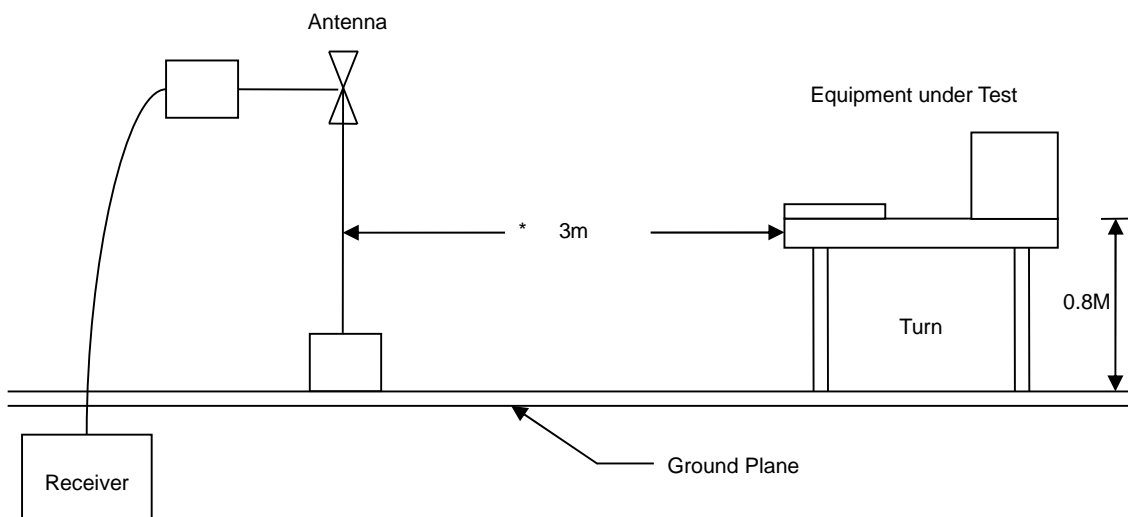 Antenna
Equipment under Test
* 3m
0.8M
Turn
Ground Plane
Receiver